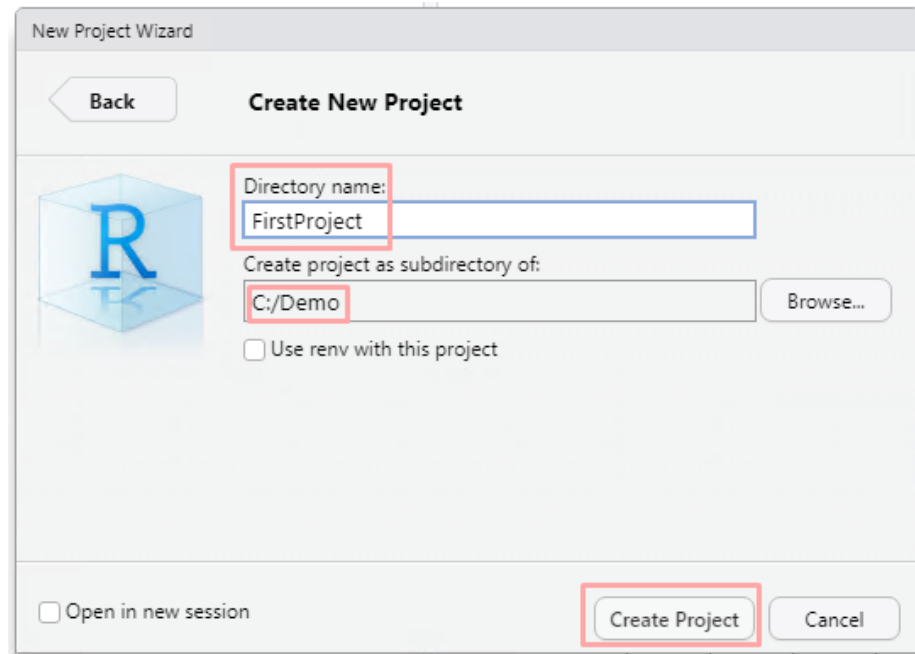 New Project Wizard
Back
Create New Project
R
Directory name:
FirstProject
Create project as subdirectory of:
C:/Demo
Browse...
Use renv with this project
Open in new session
Create Project
Cancel